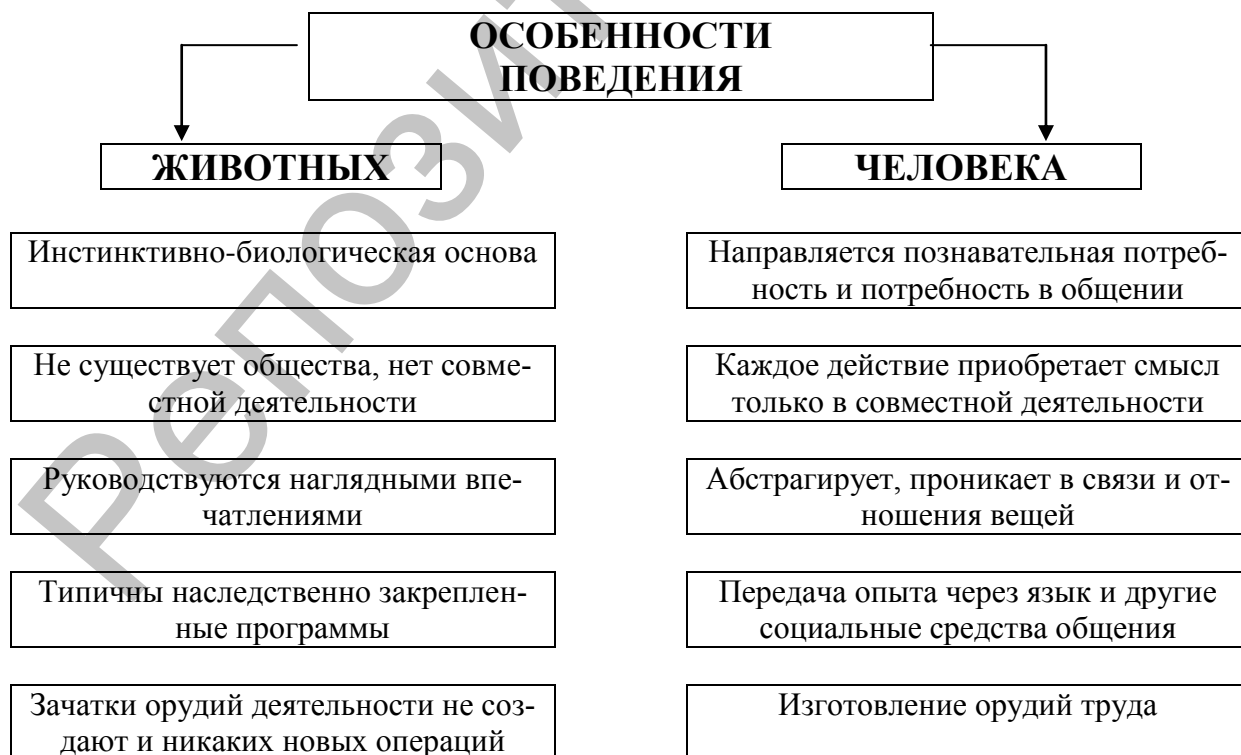 ОСОБЕННОСТИ
ПОВЕДЕНИЯ
ЖИВОТНЫХ
ЧЕЛОВЕКА
Инстинктивно-биологическая основа
Направляется познавательная потреб-
ность и потребность в общении
Не существует общества, нет совме-
стной деятельности
Каждое действие приобретает смысл
только в совместной деятельности
Руководствуются наглядными впе-
чатлениями
Абстрагирует, проникает в связи и от-
ношения вещей
Типичны наследственно закреплен-
ные программы
Передача опыта через язык и другие
социальные средства общения
Зачатки орудий деятельности не соз-
дают и никаких новых операций
Изготовление орудий труда
Репозит